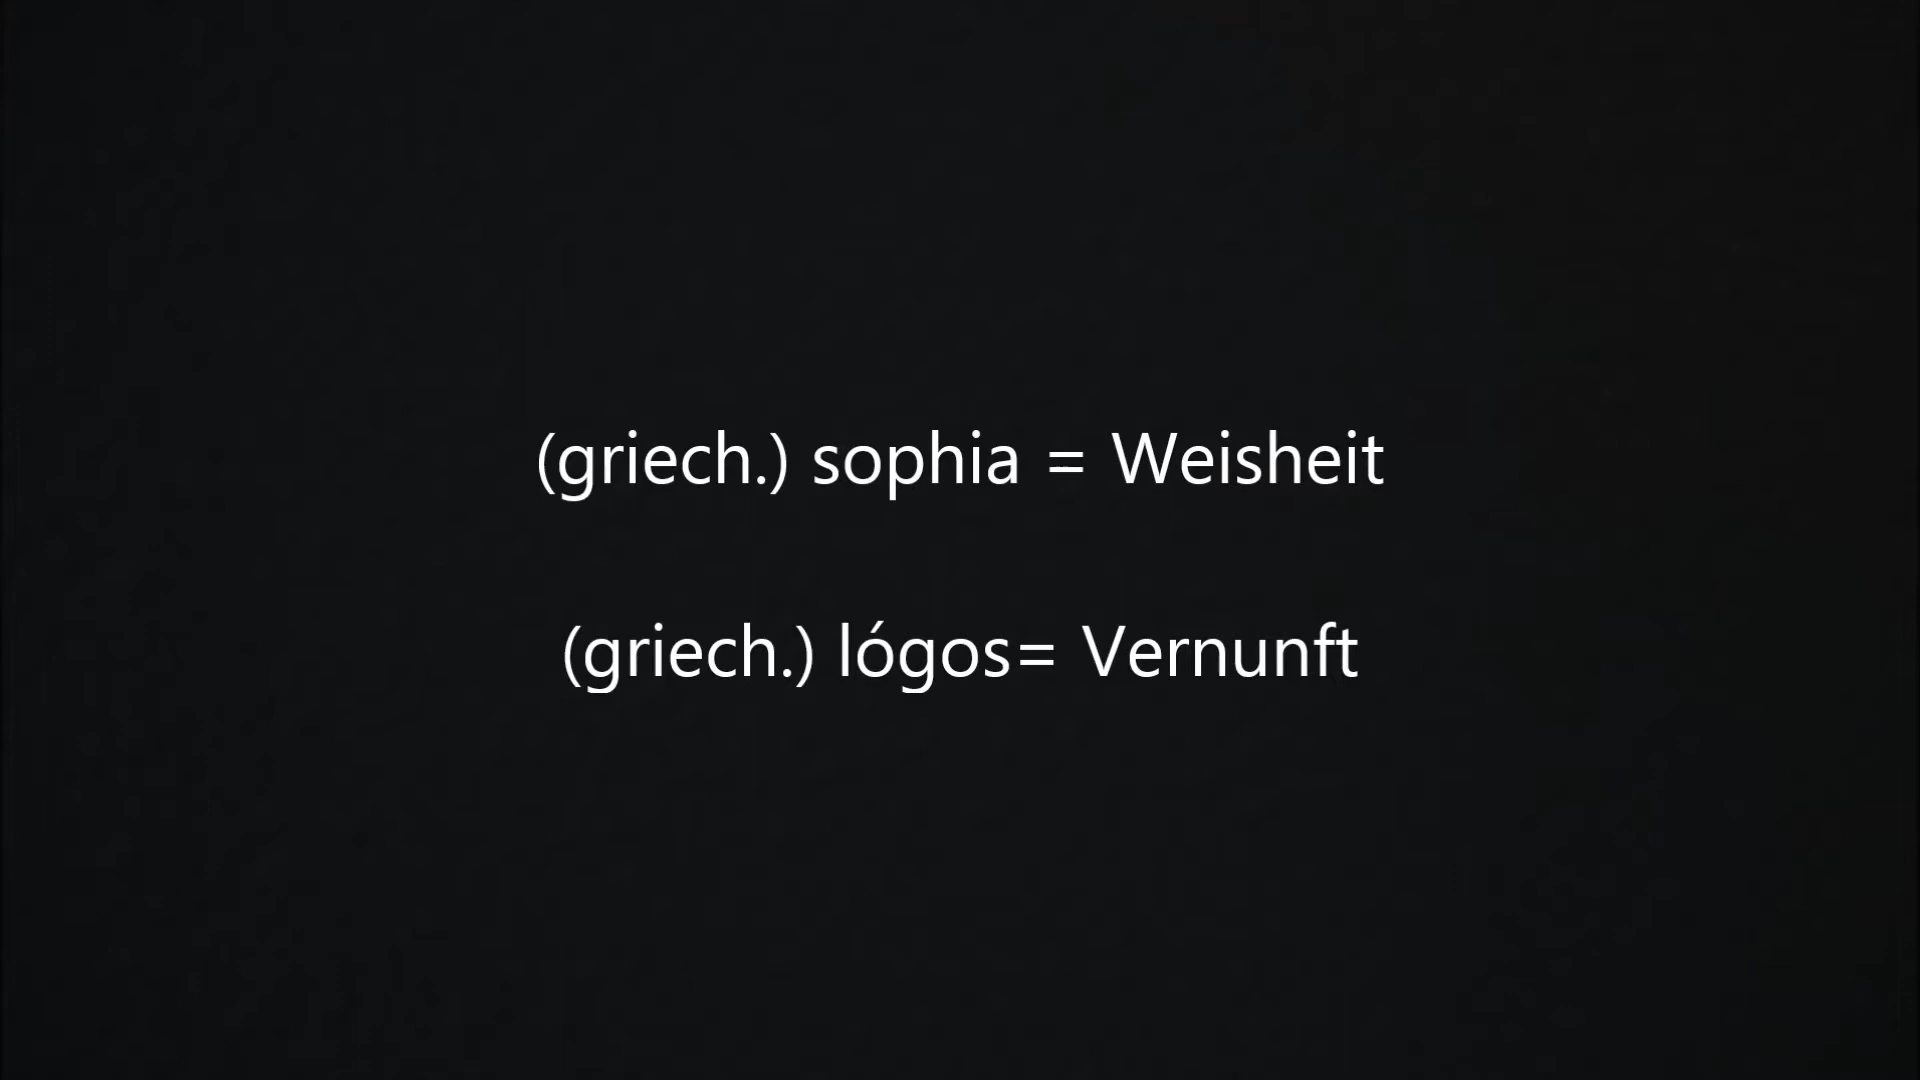 (griech.) sophia = Weisheit
(griech.) lógos= Vernunft